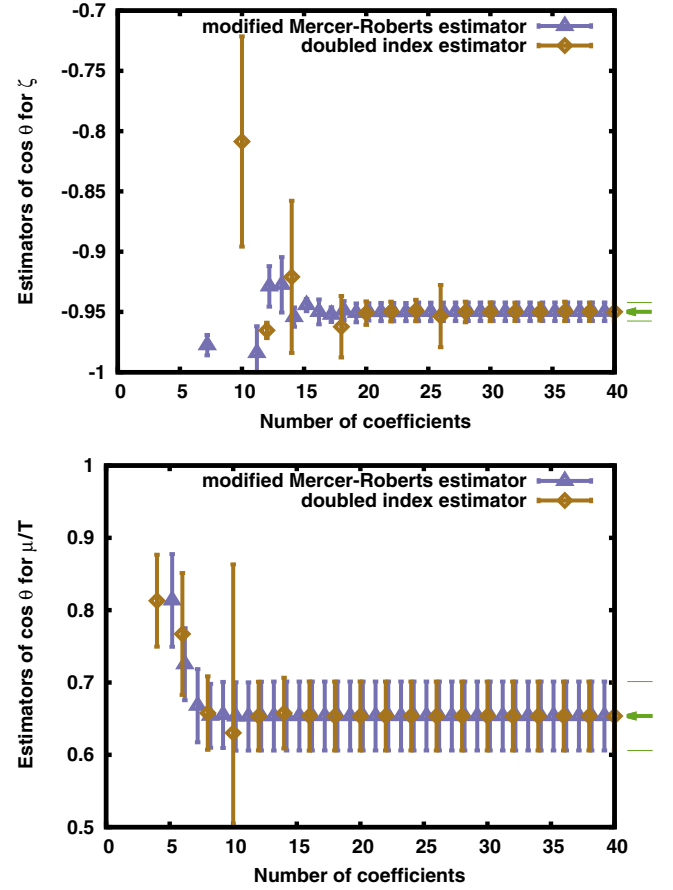 -0.7
modified Mercer-Roberts estimator
doubled index estimator
-0.75
-0.8
-0.85
-0.9
-0.95
-1
Estimators of cos θ for ζ
0 5 10 15 20 25 30 35 40
Number of coefficients
1
modified Mercer-Roberts estimator
doubled index estimator
0.9
0.8
0.7
0.6
0.5
Estimators of cos θ for μ/T
0 5 10 15 20 25 30 35 40
Number of coefficients